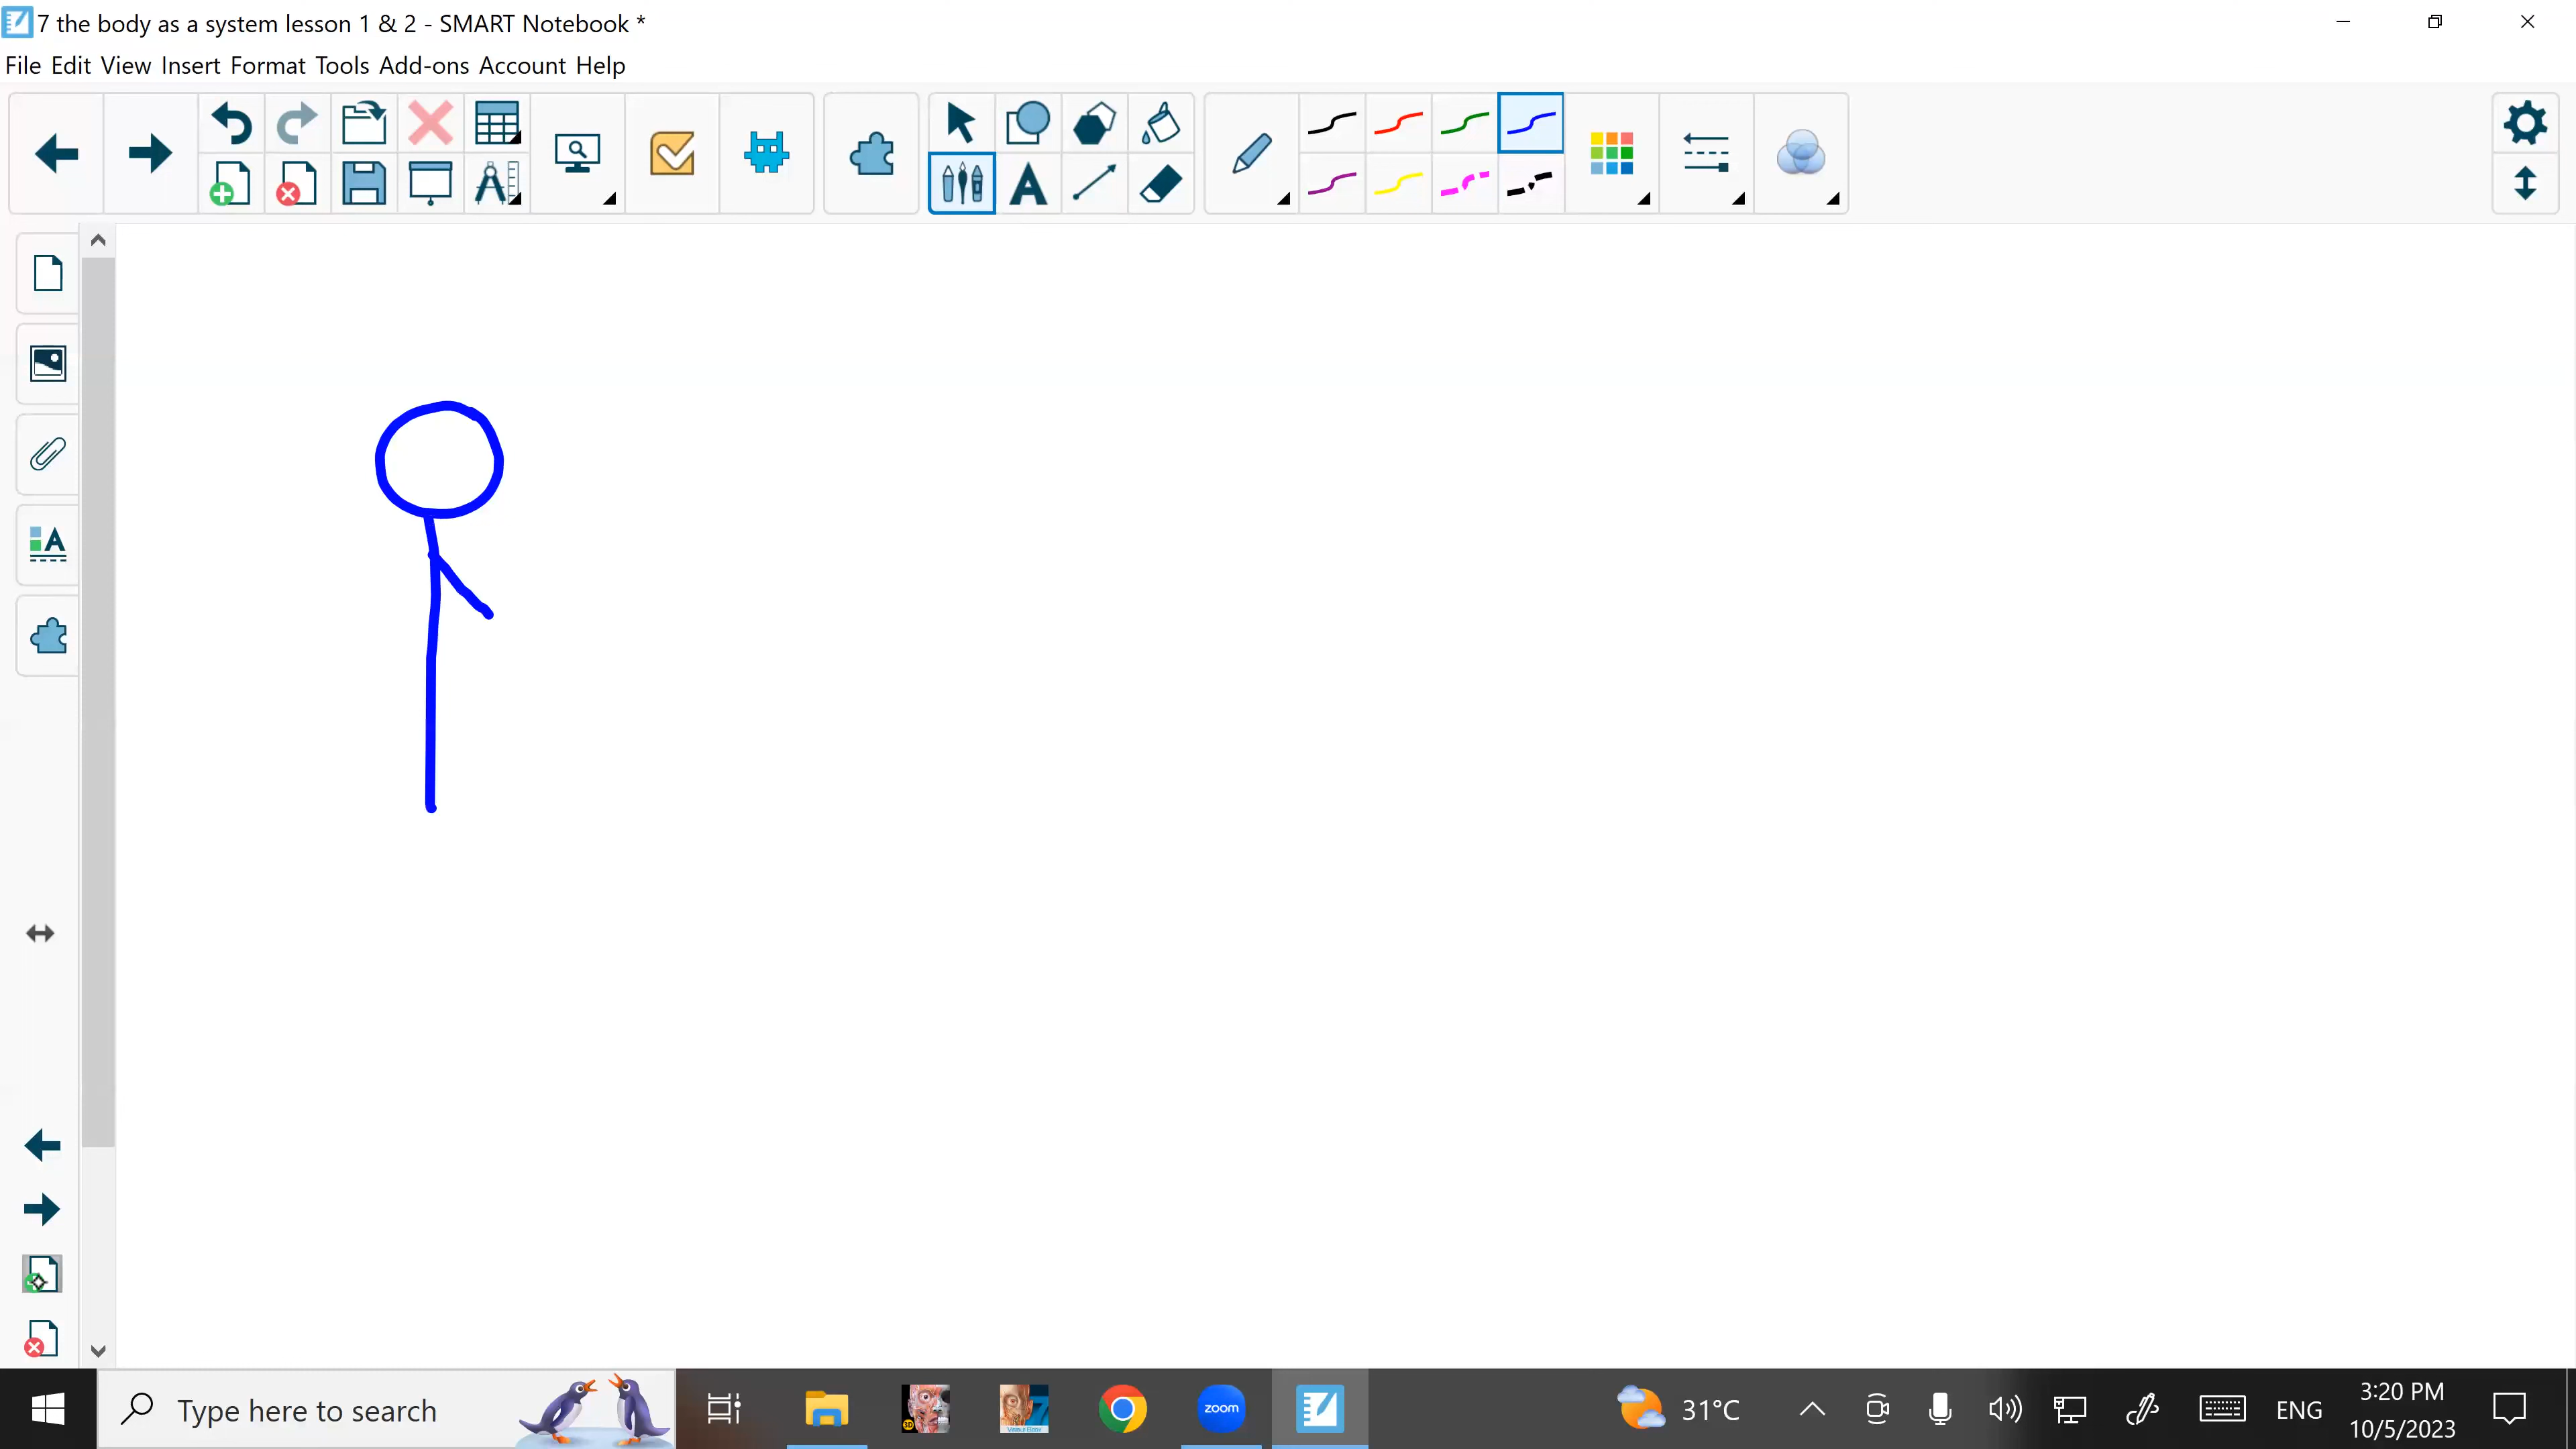 7 the body as a system lesson 1 & 2 - SMART Notebook *
File Edit View Insert Format Tools Add-ons Account Help
A
A
Type here to search
zoom
31°C
ENG
3:20 PM
10/5/2023